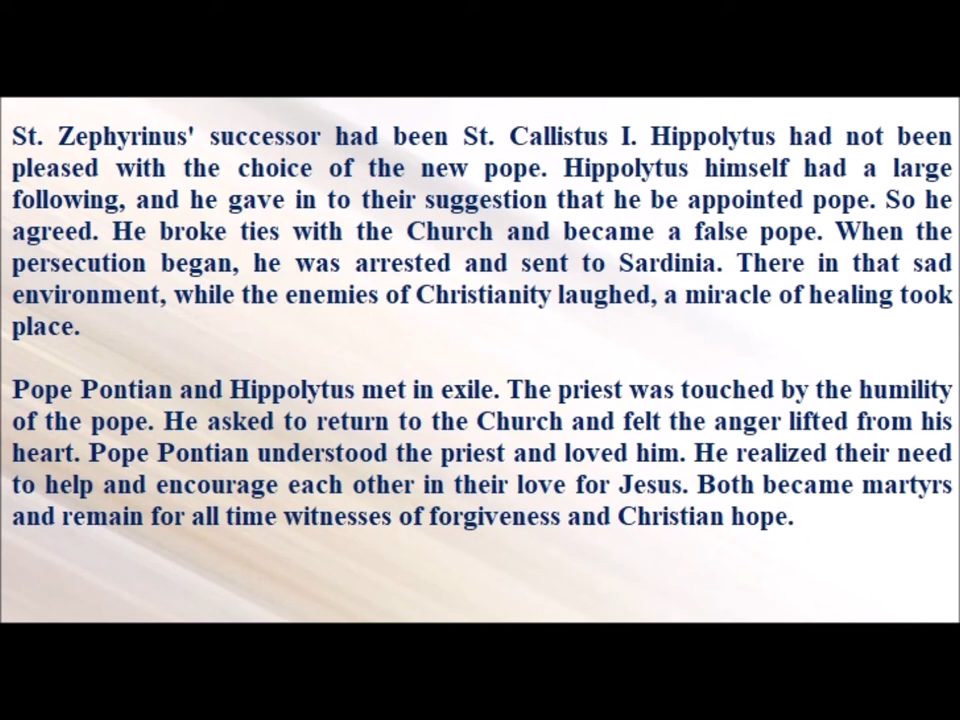 St. Zephyrinus' successor had been St. Callistus I. Hippolytus had not been
pleased with the choice of the new pope. Hippolytus himself had a large
following, and he gave in to their suggestion that he be appointed pope. So he
agreed. He broke ties with the Church and became a false pope. When the
persecution began, he was arrested and sent to Sardinia. There in that sad
environment, while the enemies of Christianity laughed, a miracle of healing took
place.
Pope Pontian and Hippolytus met in exile. The priest was touched by the humility
of the pope. He asked to return to the Church and felt the anger lifted from his
heart. Pope Pontian understood the priest and loved him. He realized their need
to help and encourage each other in their love for Jesus. Both became martyrs
and remain for all time witnesses of forgiveness and Christian hope.